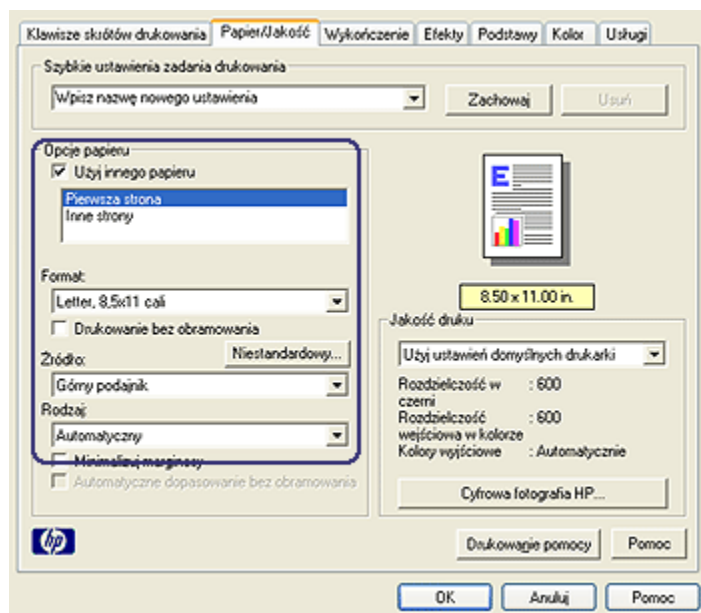 Klawisze skrótów drukowania Papier/Jakość Wykończenie Efekty Podstawy Kolor Usługi
Szybkie ustawienia zadania drukowania
Wpisz nazwę nowego ustawienia Zachowaj Usuń
Opcje papieru
Użyj innego papieru
Pierwsza strona
Inne strony
Format:
Letter, 8,5x11 cali
Drukowanie bez obramowania
Źródło: Niestandardowy...
Górny podajnik
Rodzaj:
Automatyczny
Minimalizuj marginesy
Automatyczne dopasowanie bez obramowania
E
8.50 x 11.00 in.
Jakość druku
Użyj ustawień domyślnych drukarki
Rozdzielczość w : 600
czerni
Rozdzielczość : 600
wejściowa w kolorze
Kolory wyjściowe : Automatycznie
Cyfrowa fotografia HP...
hp
Drukowanie pomocy Pomoc
OK Anuluj Pomoc